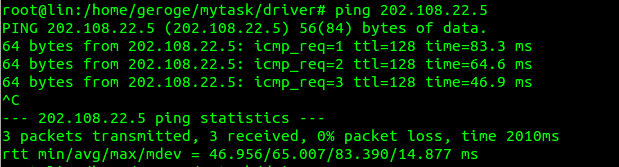 root@lin:/home/geroge/mytask/driver# ping 202.108.22.5
PING 202.108.22.5 (202.108.22.5) 56(84) bytes of data.
64 bytes from 202.108.22.5: icmp_req=1 ttl=128 time=83.3 ms
64 bytes from 202.108.22.5: icmp_req=2 ttl=128 time=64.6 ms
64 bytes from 202.108.22.5: icmp_req=3 ttl=128 time=46.9 ms
^C
--- 202.108.22.5 ping statistics ---
3 packets transmitted, 3 received, 0% packet loss, time 2010ms
rtt min/avg/max/mdev = 46.956/65.007/83.390/14.877 ms